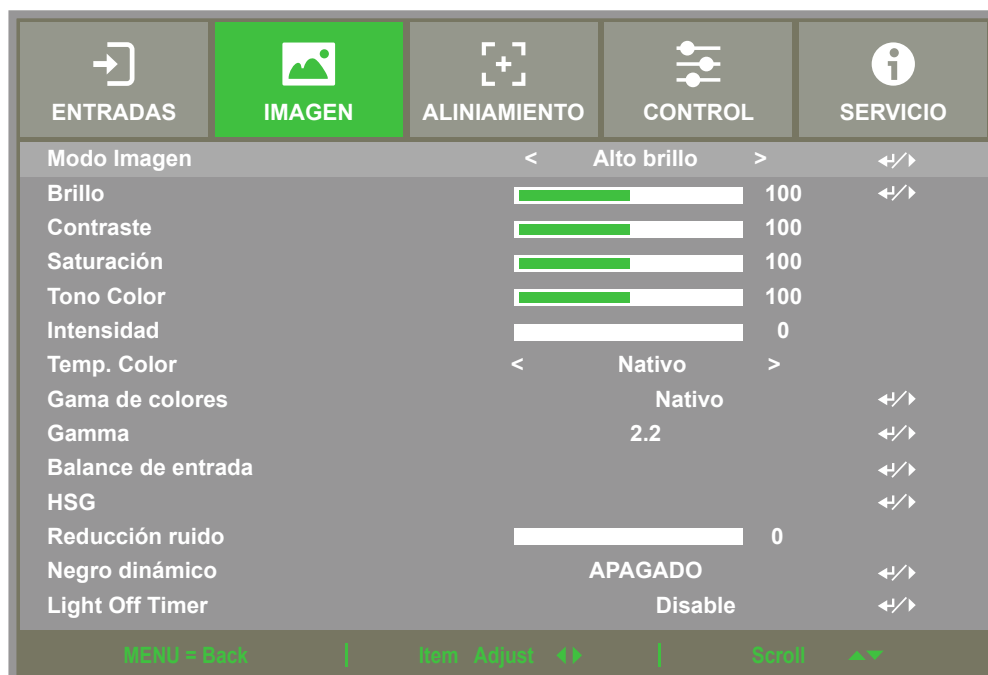 ENTRADAS IMAGEN ALINIAMIENTO CONTROL SERVICIO
Modo Imagen < Alto brillo >
Brillo 100
Contraste 100
Saturación 100
Tono Color 100
Intensidad 0
Temp. Color < Nativo >
Gama de colores Nativo
Gamma 2.2
Balance de entrada
HSG
Reducción ruido 0
Negro dinámico APAGADO
Light Off Timer Disable
MENU = Back | Item Adjust | Scroll